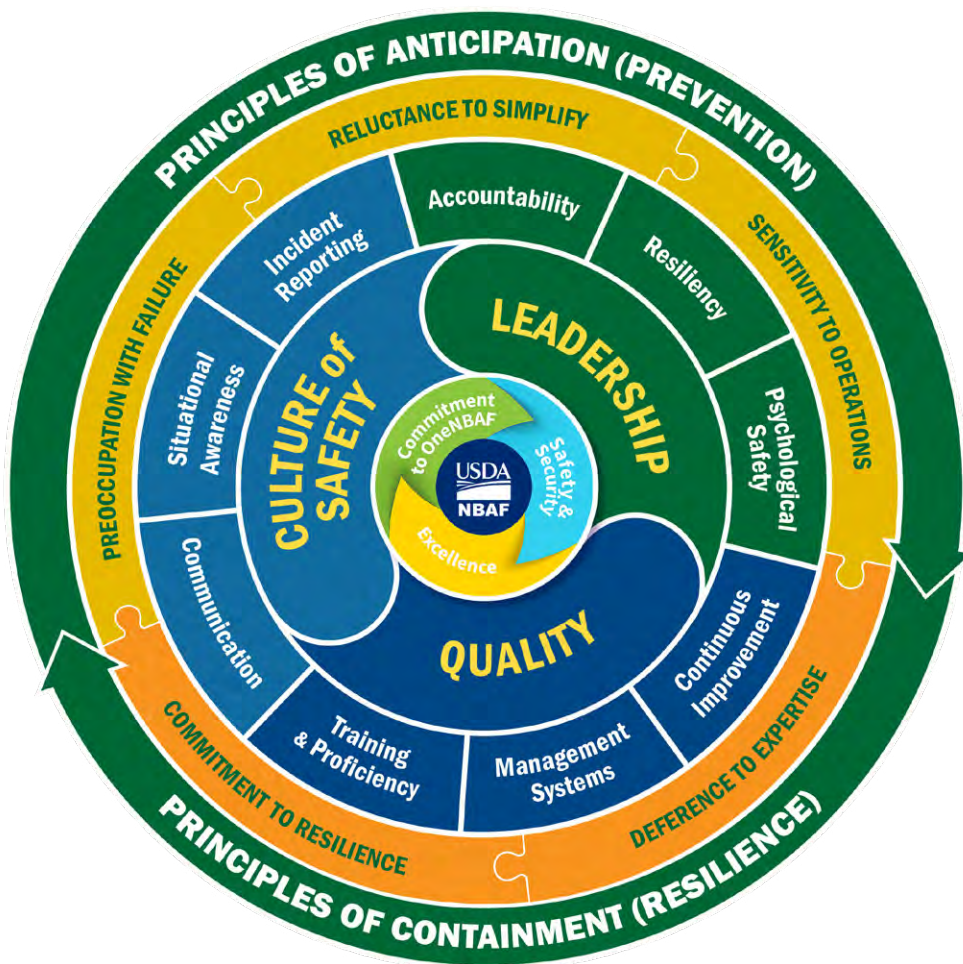 PRINCIPLES OF ANTICIPATION (PREVENTION)
RELUCTANCE TO SIMPLIFY
SENSITIVITY TO OPERATIONS
PREOCCUPATION WITH FAILURE
Accountability
Resiliency
Psychological
Safety
Incident
Reporting
Situational
Awareness
Communication
LEADERSHIP
CULTURE of
SAFETY
Commitment
to OneNBAF
Safety &
Security
USDA
NBAF
Excellence
QUALITY
Continuous
Improvement
Management
Systems
Training
& Proficiency
COMMITMENT TO RESILIENCE
DEFERENCE TO EXPERTISE
PRINCIPLES OF CONTAINMENT (RESILIENCE)